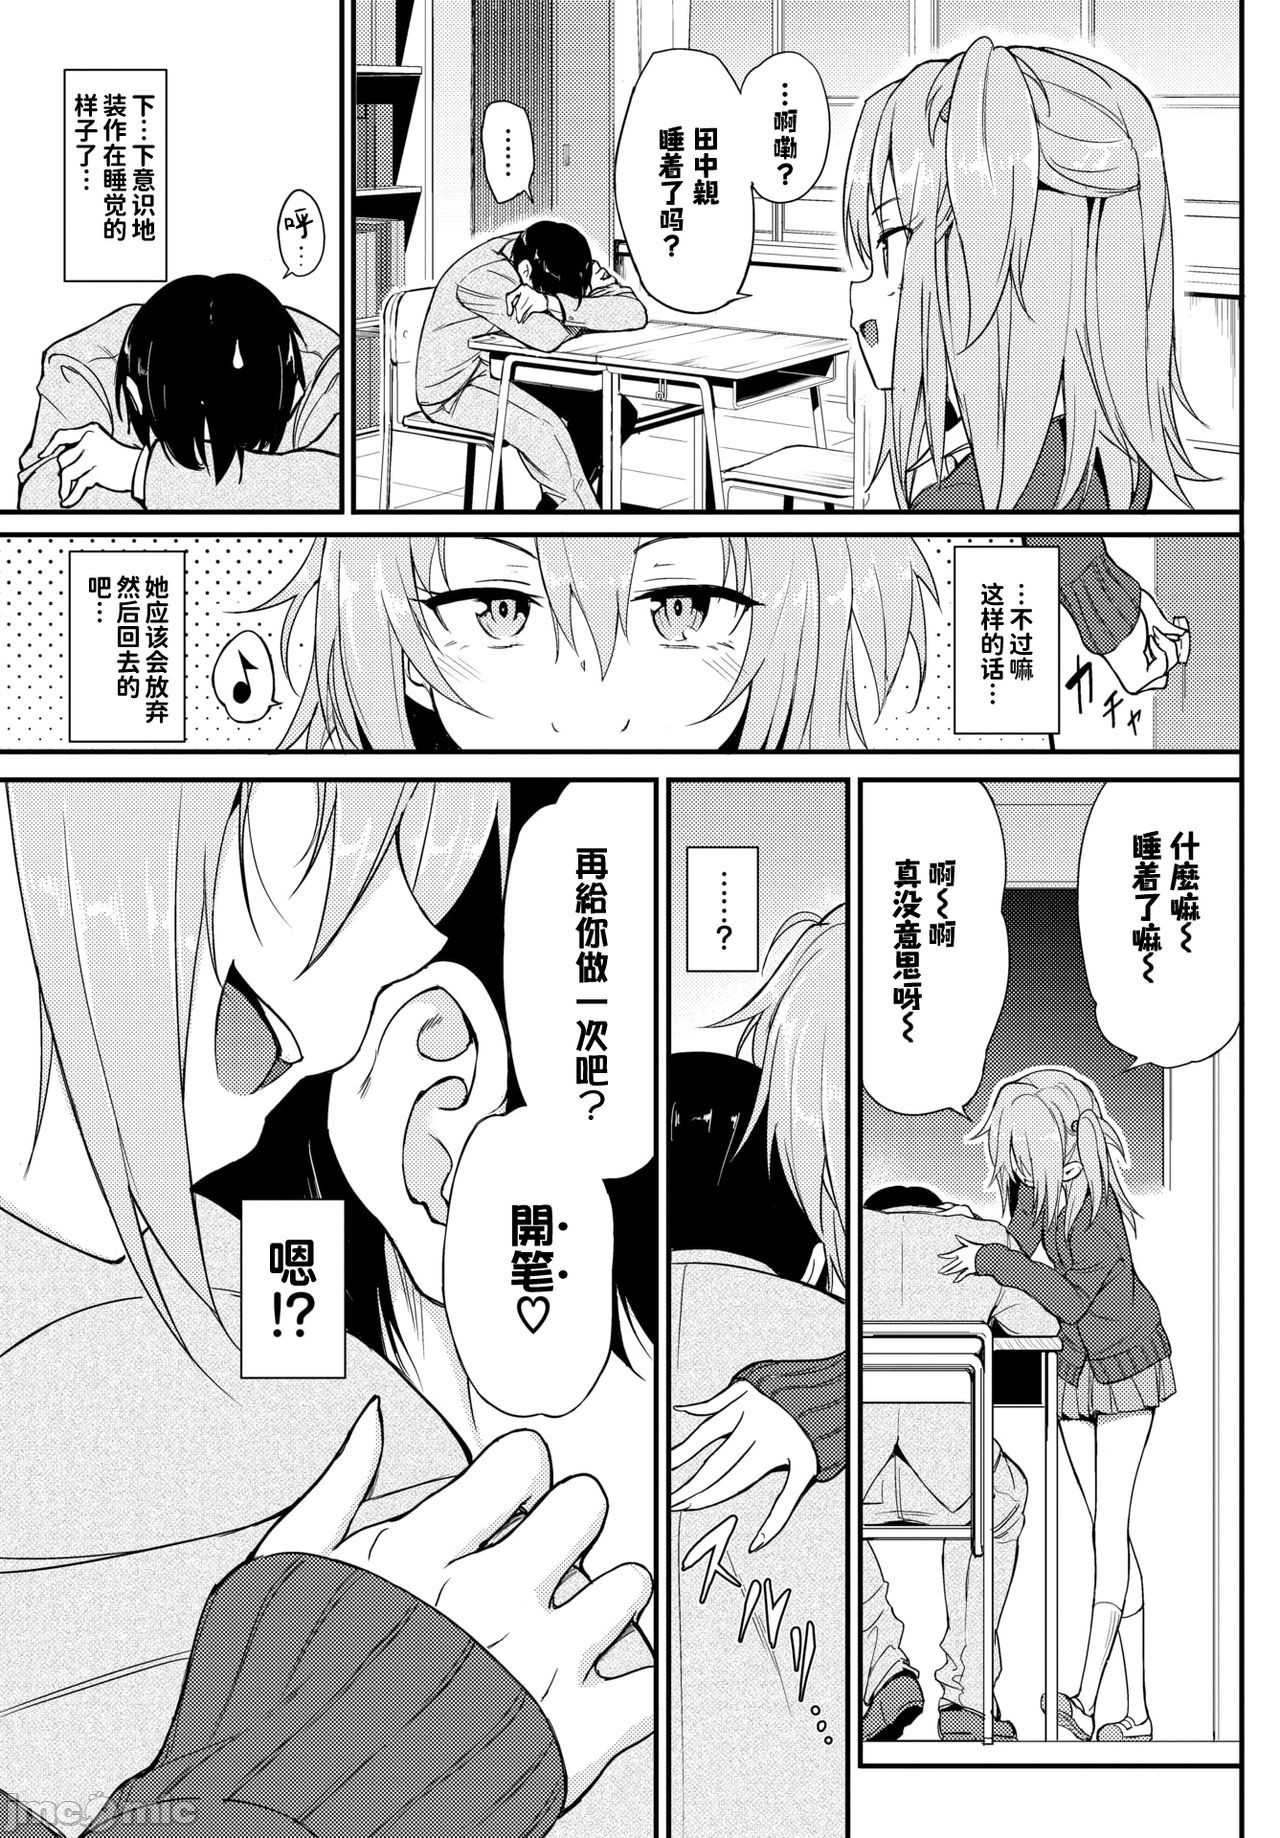 …啊嘞?
田中親
睡着了吗?
……
呼…
下…下意识地
装作在睡觉的
样子了…
…不过嘛
这样的话…
ガチャ
她应该会放弃
然后回去的
吧…
什麼嘛~
睡着了嘛~
啊~啊
真没意思呀~
……?
スルッ…
再給你做一次吧?
開笔♡
嗯!?
jmcomic